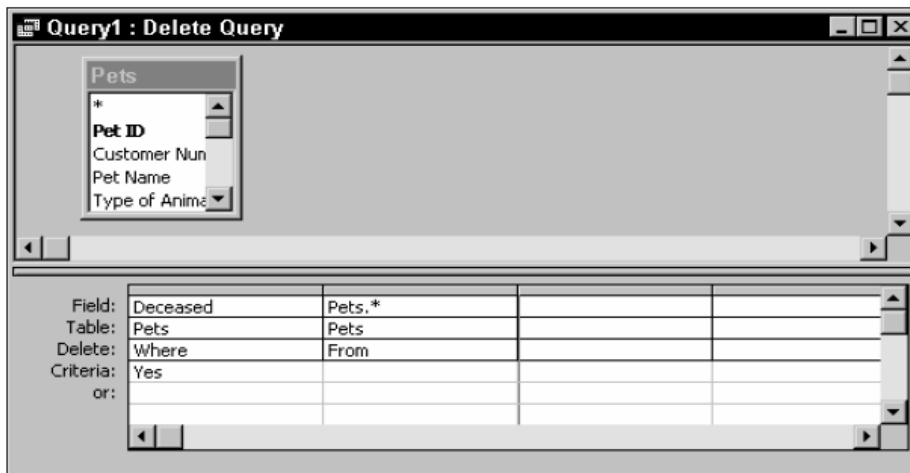 Query1 : Delete Query
Pets
*
Pet ID
Customer Nun
Pet Name
Type of Anima
Field: Deceased Pets.*
Table: Pets Pets
Delete: Where From
Criteria: Yes
or: